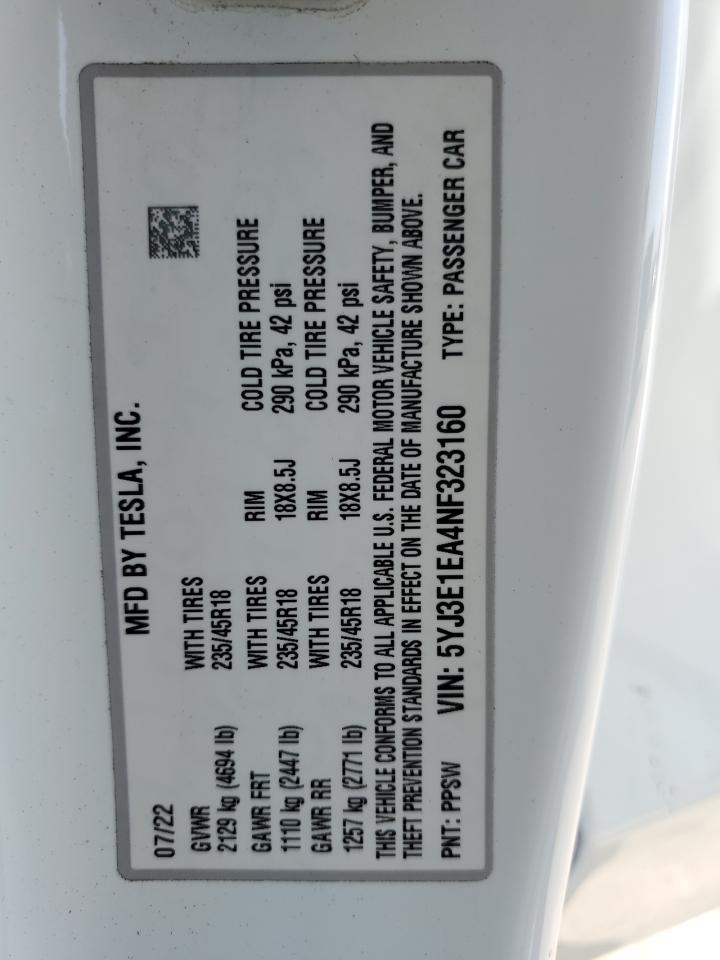 MFD BY TESLA, INC.
07/22
GVWR WITH TIRES
2129 kg (4694 lb) 235/45R18
GAWR FRT WITH TIRES RIM COLD TIRE PRESSURE
1110 kg (2447 lb) 235/45R18 18X8.5J 290 kPa, 42 psi
GAWR RR WITH TIRES RIM COLD TIRE PRESSURE
1257 kg (2771 lb) 235/45R18 18X8.5J 290 kPa, 42 psi
THIS VEHICLE CONFORMS TO ALL APPLICABLE U.S. FEDERAL MOTOR VEHICLE SAFETY, BUMPER, AND
THEFT PREVENTION STANDARDS IN EFFECT ON THE DATE OF MANUFACTURE SHOWN ABOVE.
PNT: PPSW VIN: 5YJ3E1EA4NF323160 TYPE: PASSENGER CAR